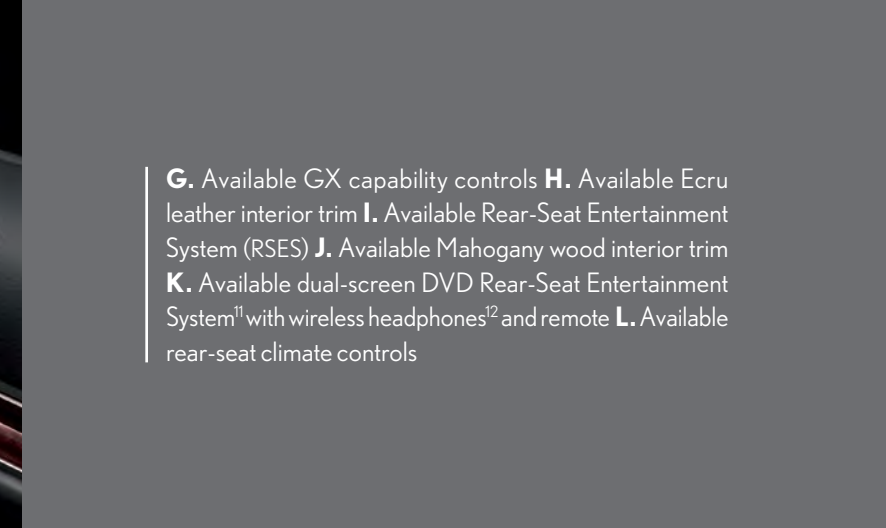 G. Available GX capability controls H. Available Ecru
leather interior trim I. Available Rear-Seat Entertainment
System (RSES) J. Available Mahogany wood interior trim
K. Available dual-screen DVD Rear-Seat Entertainment
System¹¹ with wireless headphones¹² and remote L. Available
rear-seat climate controls